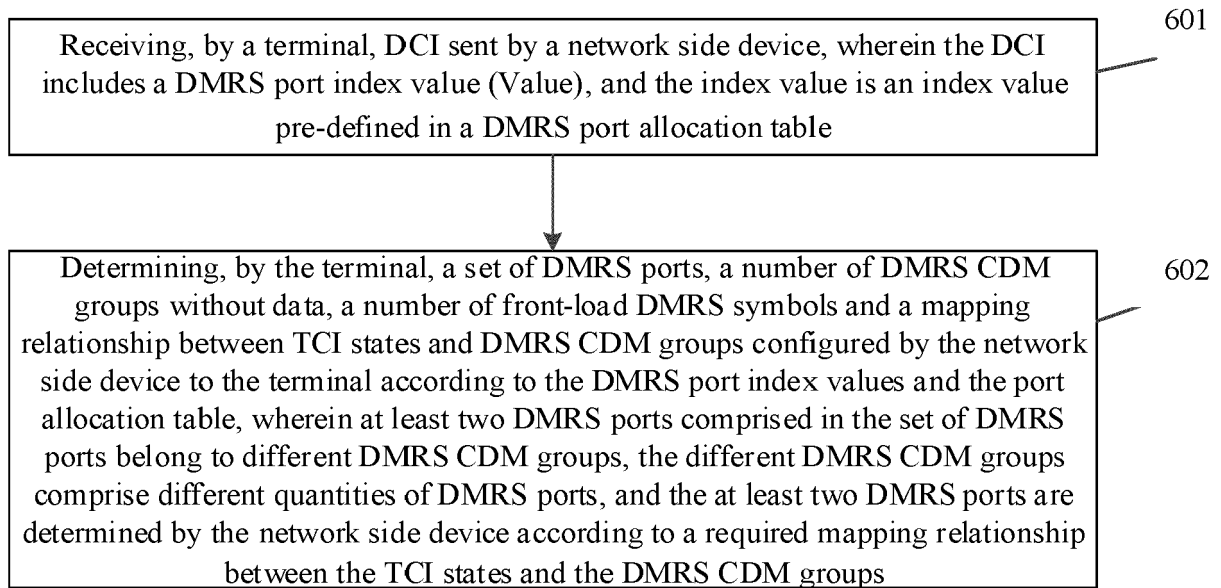 601
Receiving, by a terminal, DCI sent by a network side device, wherein the DCI
includes a DMRS port index value (Value), and the index value is an index value
pre-defined in a DMRS port allocation table
602
Determining, by the terminal, a set of DMRS ports, a number of DMRS CDM
groups without data, a number of front-load DMRS symbols and a mapping
relationship between TCI states and DMRS CDM groups configured by the network
side device to the terminal according to the DMRS port index values and the port
allocation table, wherein at least two DMRS ports comprised in the set of DMRS
ports belong to different DMRS CDM groups, the different DMRS CDM groups
comprise different quantities of DMRS ports, and the at least two DMRS ports are
determined by the network side device according to a required mapping relationship
between the TCI states and the DMRS CDM groups